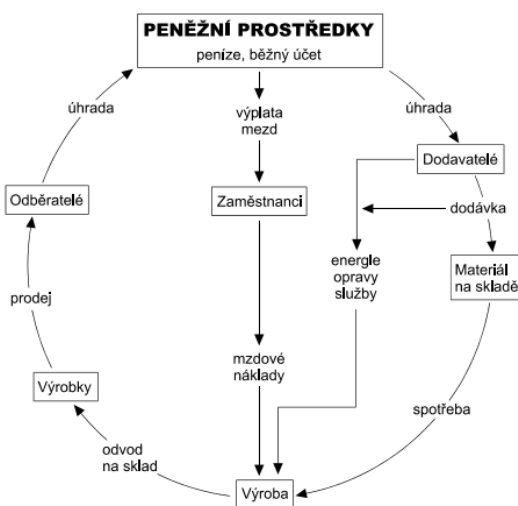 PENĚŽNÍ PROSTŘEDKY
peníze, běžný účet
úhrada
výplata
mezd
úhrada
Dodavatelé
Odběratelé
Zaměstnanci
dodávka
energle
opravy
služby
Materiál
na skladě
prodej
mzdové
náklady
Výrobky
spotřeba
odvod
na sklad
Výroba